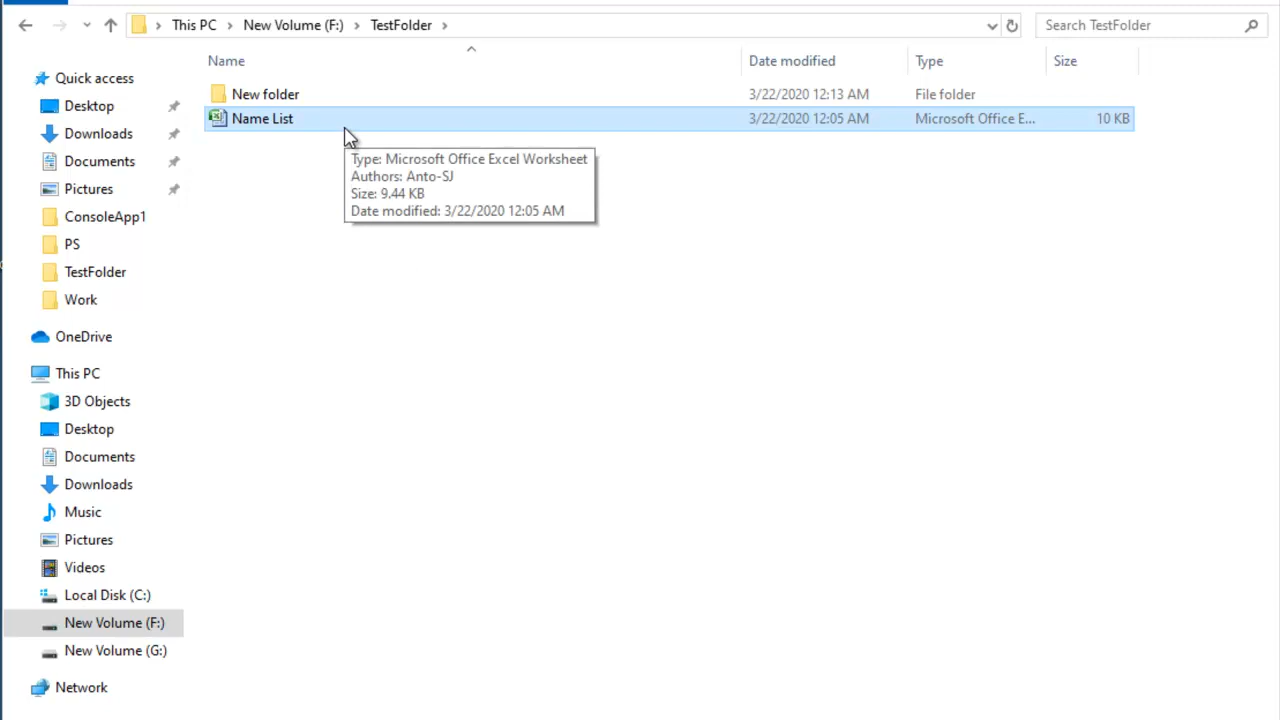 This PC New Volume (F:) TestFolder Search TestFolder
Name Date modified Type Size
New folder 3/22/2020 12:13 AM File folder
Name List 3/22/2020 12:05 AM Microsoft Office E... 10 KB
Type: Microsoft Office Excel Worksheet
Authors: Anto-SJ
Size: 9.44 KB
Date modified: 3/22/2020 12:05 AM
Quick access
Desktop
Downloads
Documents
Pictures
ConsoleApp1
PS
TestFolder
Work
OneDrive
This PC
3D Objects
Desktop
Documents
Downloads
Music
Pictures
Videos
Local Disk (C:)
New Volume (F:)
New Volume (G:)
Network